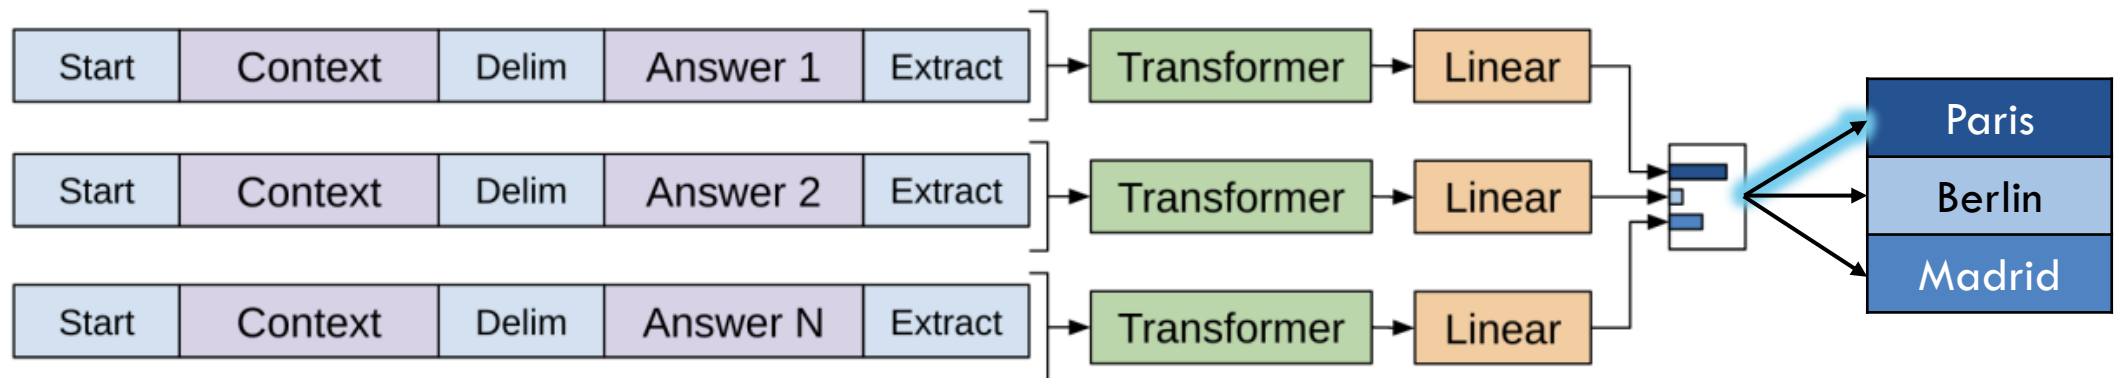 Start Context Delim Answer 1 Extract Transformer Linear
Start Context Delim Answer 2 Extract Transformer Linear
Start Context Delim Answer N Extract Transformer Linear
Paris
Berlin
Madrid